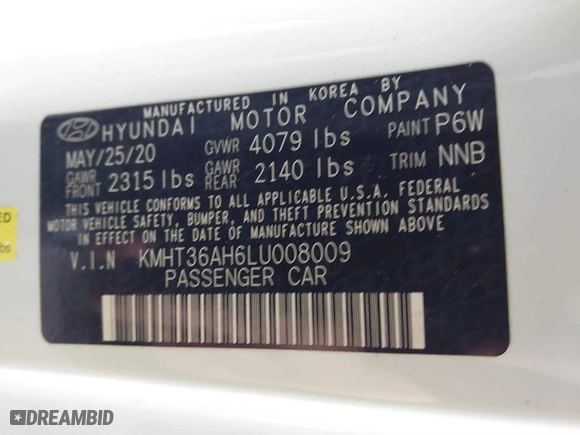 MANUFACTURED IN KOREA BY
HYUNDAI MOTOR COMPANY
MAY/25/20 GVWR 4079 lbs PAINT P6W
GAWR FRONT 2315 lbs GAWR REAR 2140 lbs TRIM NNB
THIS VEHICLE CONFORMS TO ALL APPLICABLE U.S.A. FEDERAL
MOTOR VEHICLE SAFETY, BUMPER, AND THEFT PREVENTION STANDARDS
IN EFFECT ON THE DATE OF MANUFACTURE SHOWN ABOVE.
V.I.N KMHT36AH6LU008009
PASSENGER CAR
DREAMBID